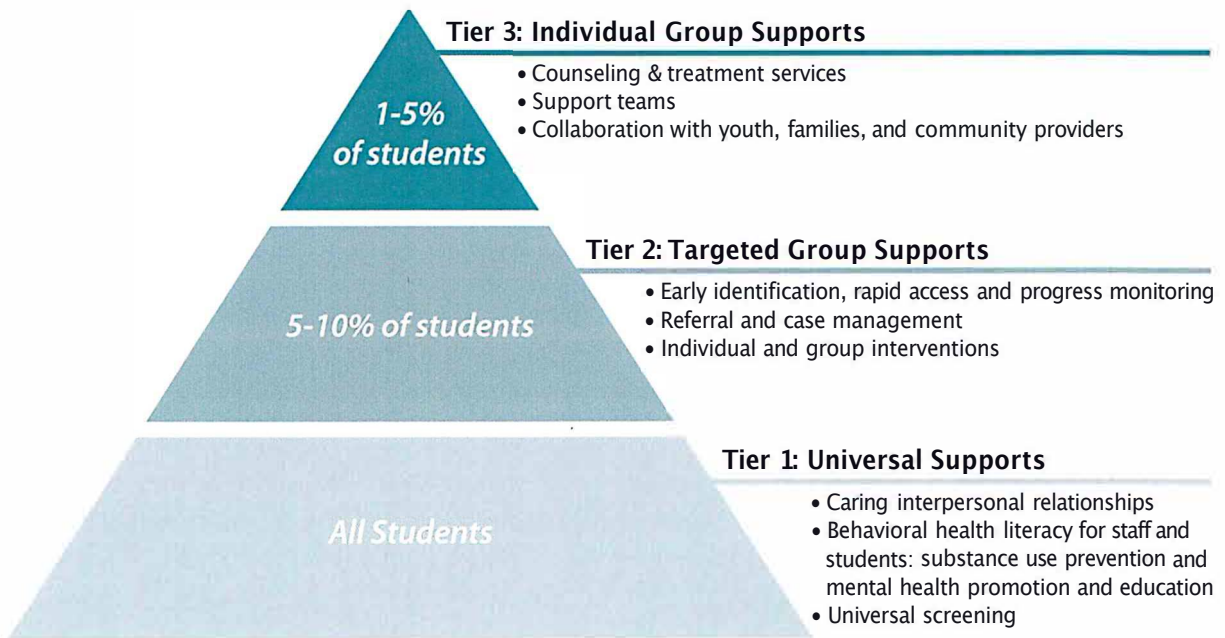 Tier 3: Individual Group Supports
• Counseling & treatment services
• Support teams
• Collaboration with youth, families, and community providers
1-5%
of students
Tier 2: Targeted Group Supports
• Early identification, rapid access and progress monitoring
• Referral and case management
• Individual and group interventions
5-10% of students
Tier 1: Universal Supports
• Caring interpersonal relationships
• Behavioral health literacy for staff and
students: substance use prevention and
mental health promotion and education
• Universal screening
All Students